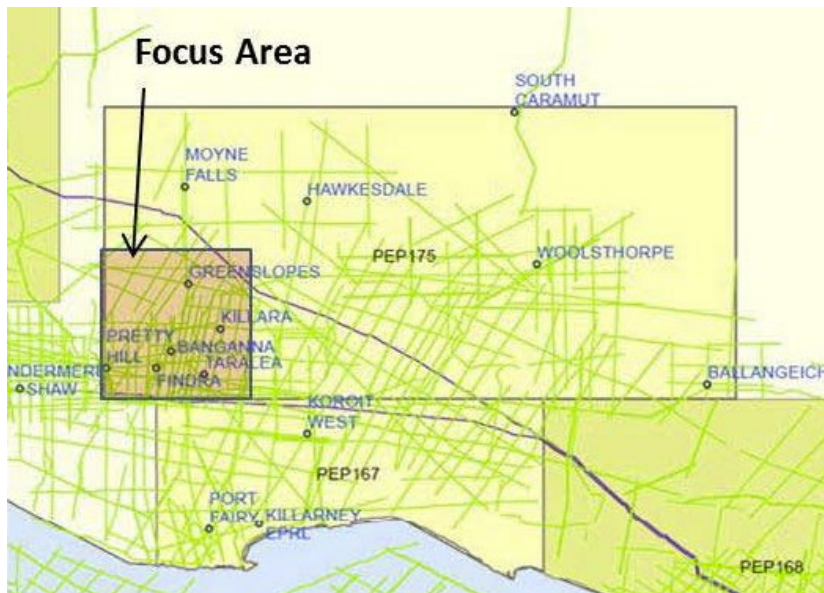 Focus Area
SOUTH
CARAMUT
MOYNE
FALLS
HAWKESDALE
PEP175
WOOLSTHORPE
GREENSLOPES
KILLARA
PRETTY
HILL
BANGANNA
TARALEA
FINDRA
NDERMERE
SHAW
BALLANGEICH
KOROIT
WEST
PEP167
PORT
FAIRY
KILLARNEY
EPRL
PEP168